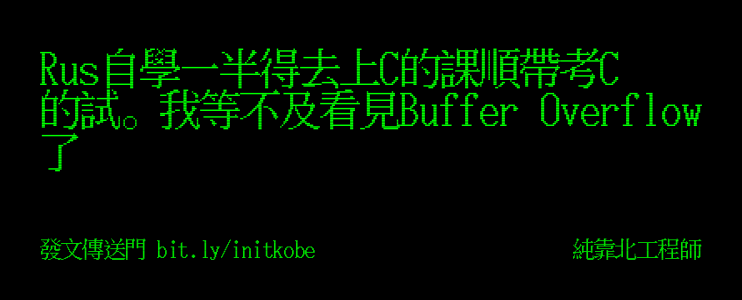 Rus自學一半得去上C的課順帶考C
的試。我等不及看見Buffer Overflow
了
發文傳送門 bit.ly/initkobe
純靠北工程師